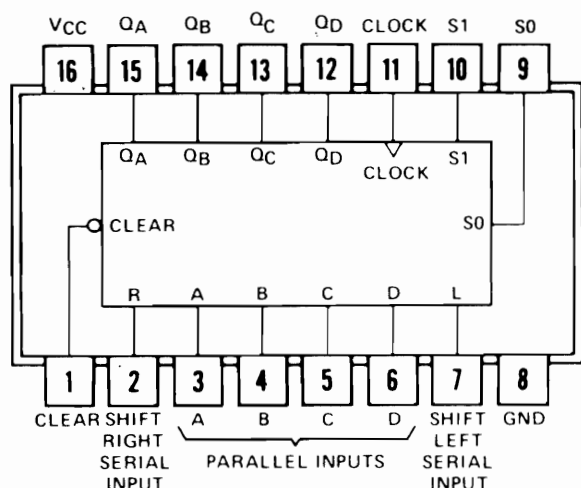 VCC QA QB QC QD CLOCK S1 S0
16 15 14 13 12 11 10 9
QA QB QC QD CLOCK S1
CLEAR S0
R A B C D L
1 2 3 4 5 6 7 8
CLEAR SHIFT RIGHT SERIAL INPUT A B C D SHIFT LEFT SERIAL INPUT GND
PARALLEL INPUTS